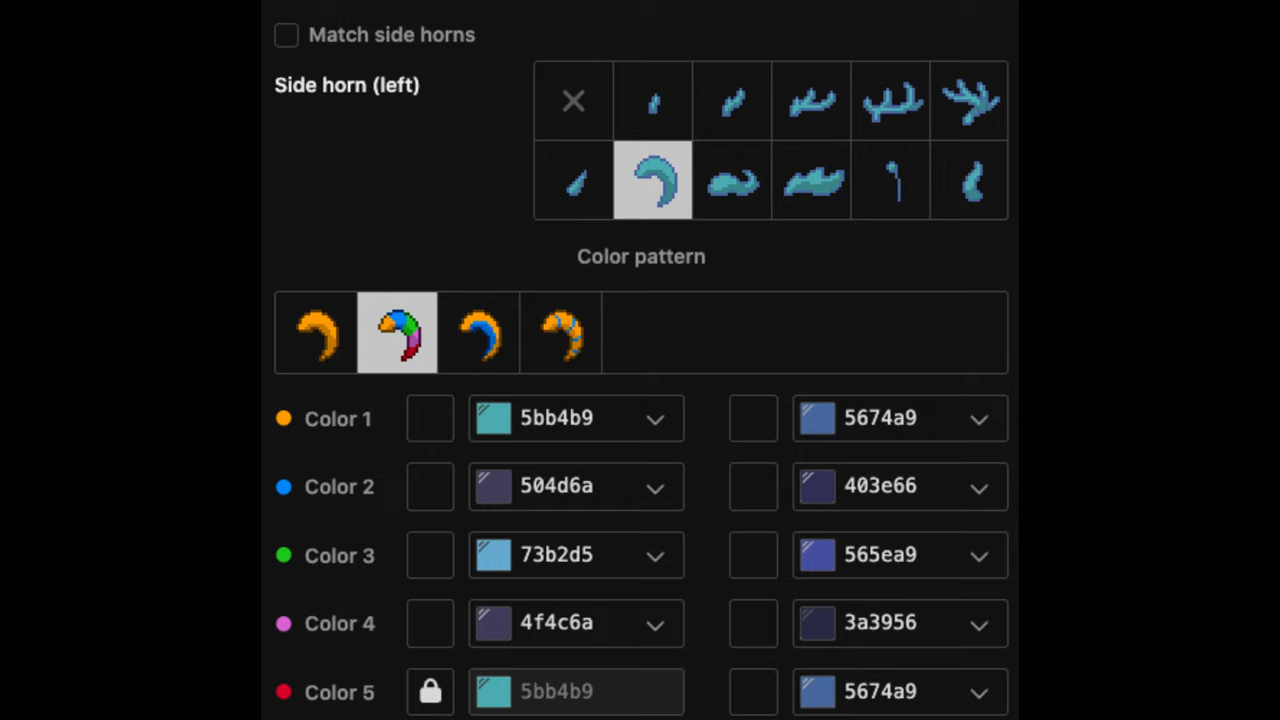 Match side horns
Side horn (left)
Color pattern
Color 1 5bb4b9 5674a9
Color 2 504d6a 403e66
Color 3 73b2d5 565ea9
Color 4 4f4c6a 3a3956
Color 5 5bb4b9 5674a9